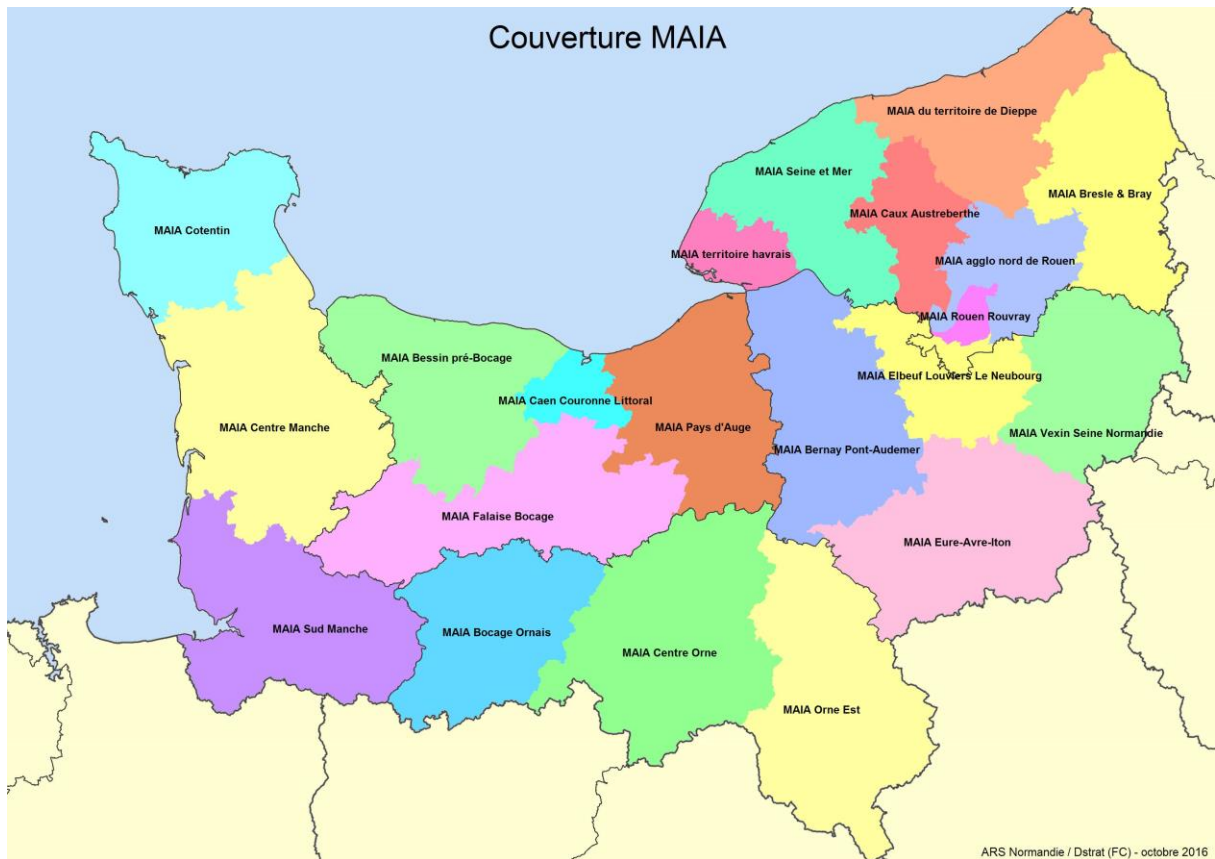 Couverture MAIA
MAIA du territoire de Dieppe
MAIA Seine et Mer
MAIA Bresle & Bray
MAIA Caux Austreberthe
MAIA Cotentin
MAIA territoire havrais
MAIA agglo nord de Rouen
MAIA Rouen Rouvray
MAIA Bessin pré-Bocage
MAIA Elbeuf Louviers Le Neubourg
MAIA Caen Couronne Littoral
MAIA Centre Manche
MAIA Pays d'Auge
MAIA Vexin Seine Normandie
MAIA Bernay Pont-Audemer
MAIA Falaise Bocage
MAIA Eure-Avre-Iton
MAIA Sud Manche
MAIA Bocage Ornais
MAIA Centre Orne
MAIA Orne Est
ARS Normandie / Dstrat (FC) - octobre 2016